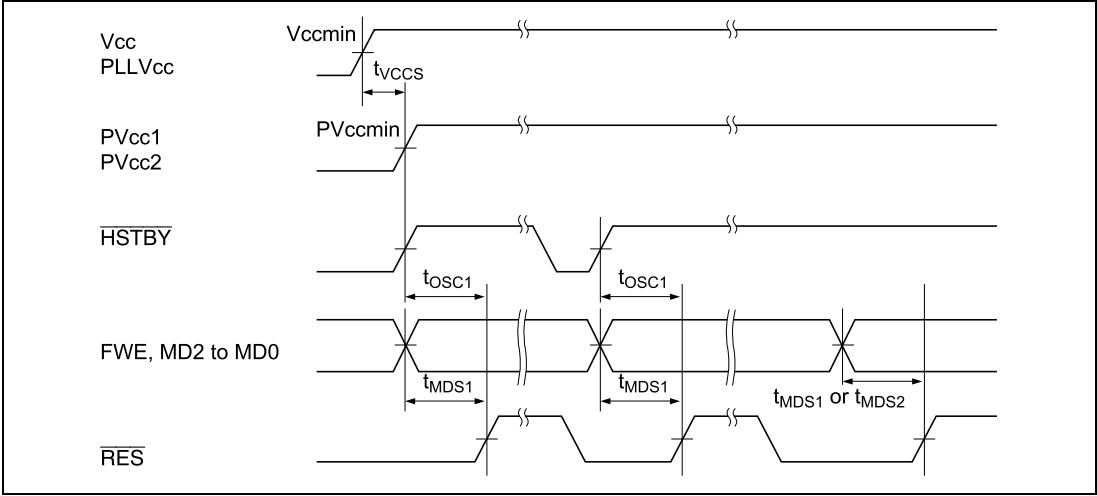 Vccmin
Vcc
PLLVcc
tVCCS
PVccmin
PVcc1
PVcc2
HSTBY
tOSC1 tOSC1
FWE, MD2 to MD0
tMDS1 tMDS1 tMDS1 or tMDS2
RES